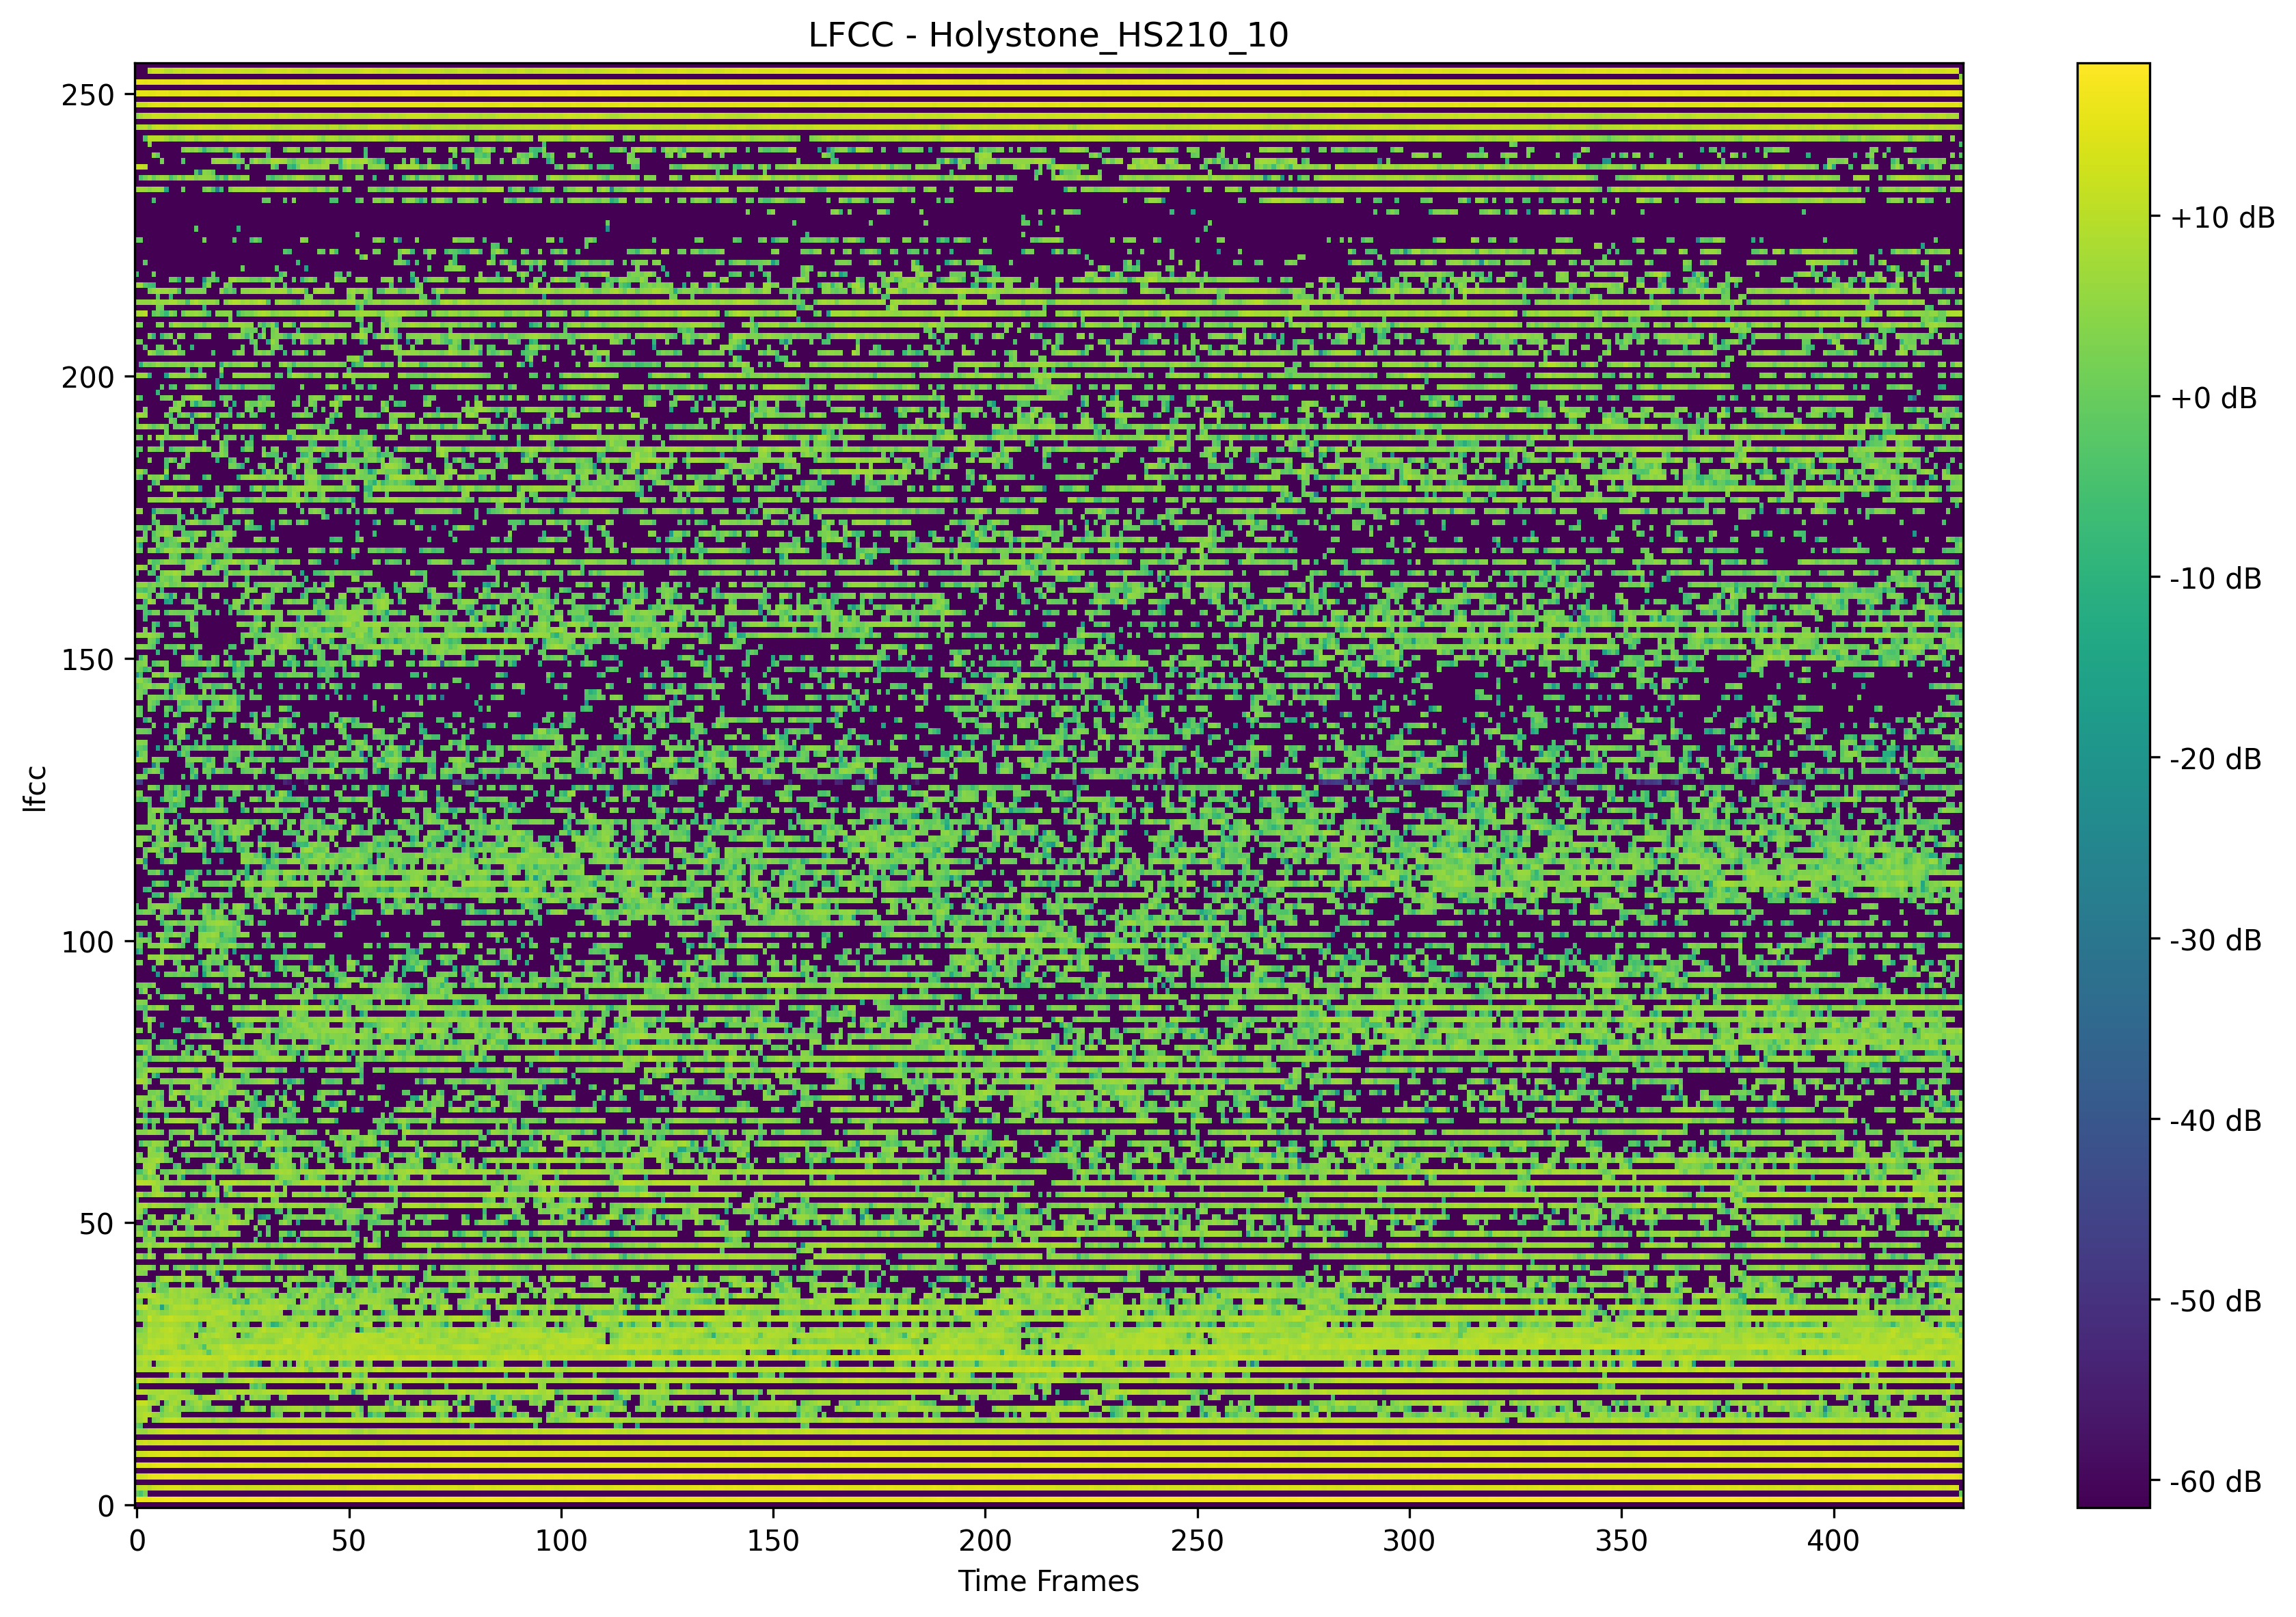 LFCC - Holystone_HS210_10
250
200
150
100
50
0
lfcc
0 50 100 150 200 250 300 350 400
Time Frames
+10 dB
+0 dB
-10 dB
-20 dB
-30 dB
-40 dB
-50 dB
-60 dB